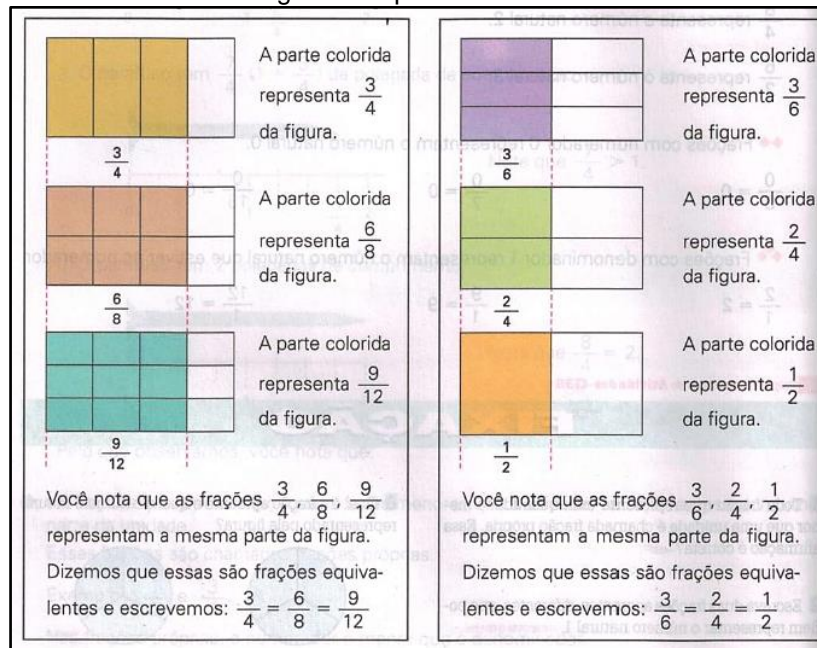 A parte colorida
representa 3/4
da figura.
3/4
A parte colorida
representa 6/8
da figura.
6/8
A parte colorida
representa 9/12
da figura.
9/12
Você nota que as frações 3/4, 6/8, 9/12
representam a mesma parte da figura.
Dizemos que essas são frações equiva-
lentes e escrevemos: 3/4 = 6/8 = 9/12
A parte colorida
representa 3/6
da figura.
3/6
A parte colorida
representa 2/4
da figura.
2/4
A parte colorida
representa 1/2
da figura.
1/2
Você nota que as frações 3/6, 2/4, 1/2
representam a mesma parte da figura.
Dizemos que essas são frações equiva-
lentes e escrevemos: 3/6 = 2/4 = 1/2